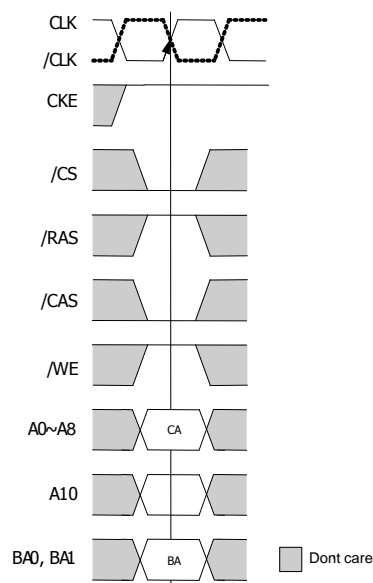 CLK
/CLK
CKE
/CS
/RAS
/CAS
/WE
A0~A8
CA
A10
BA0, BA1
BA
Dont care